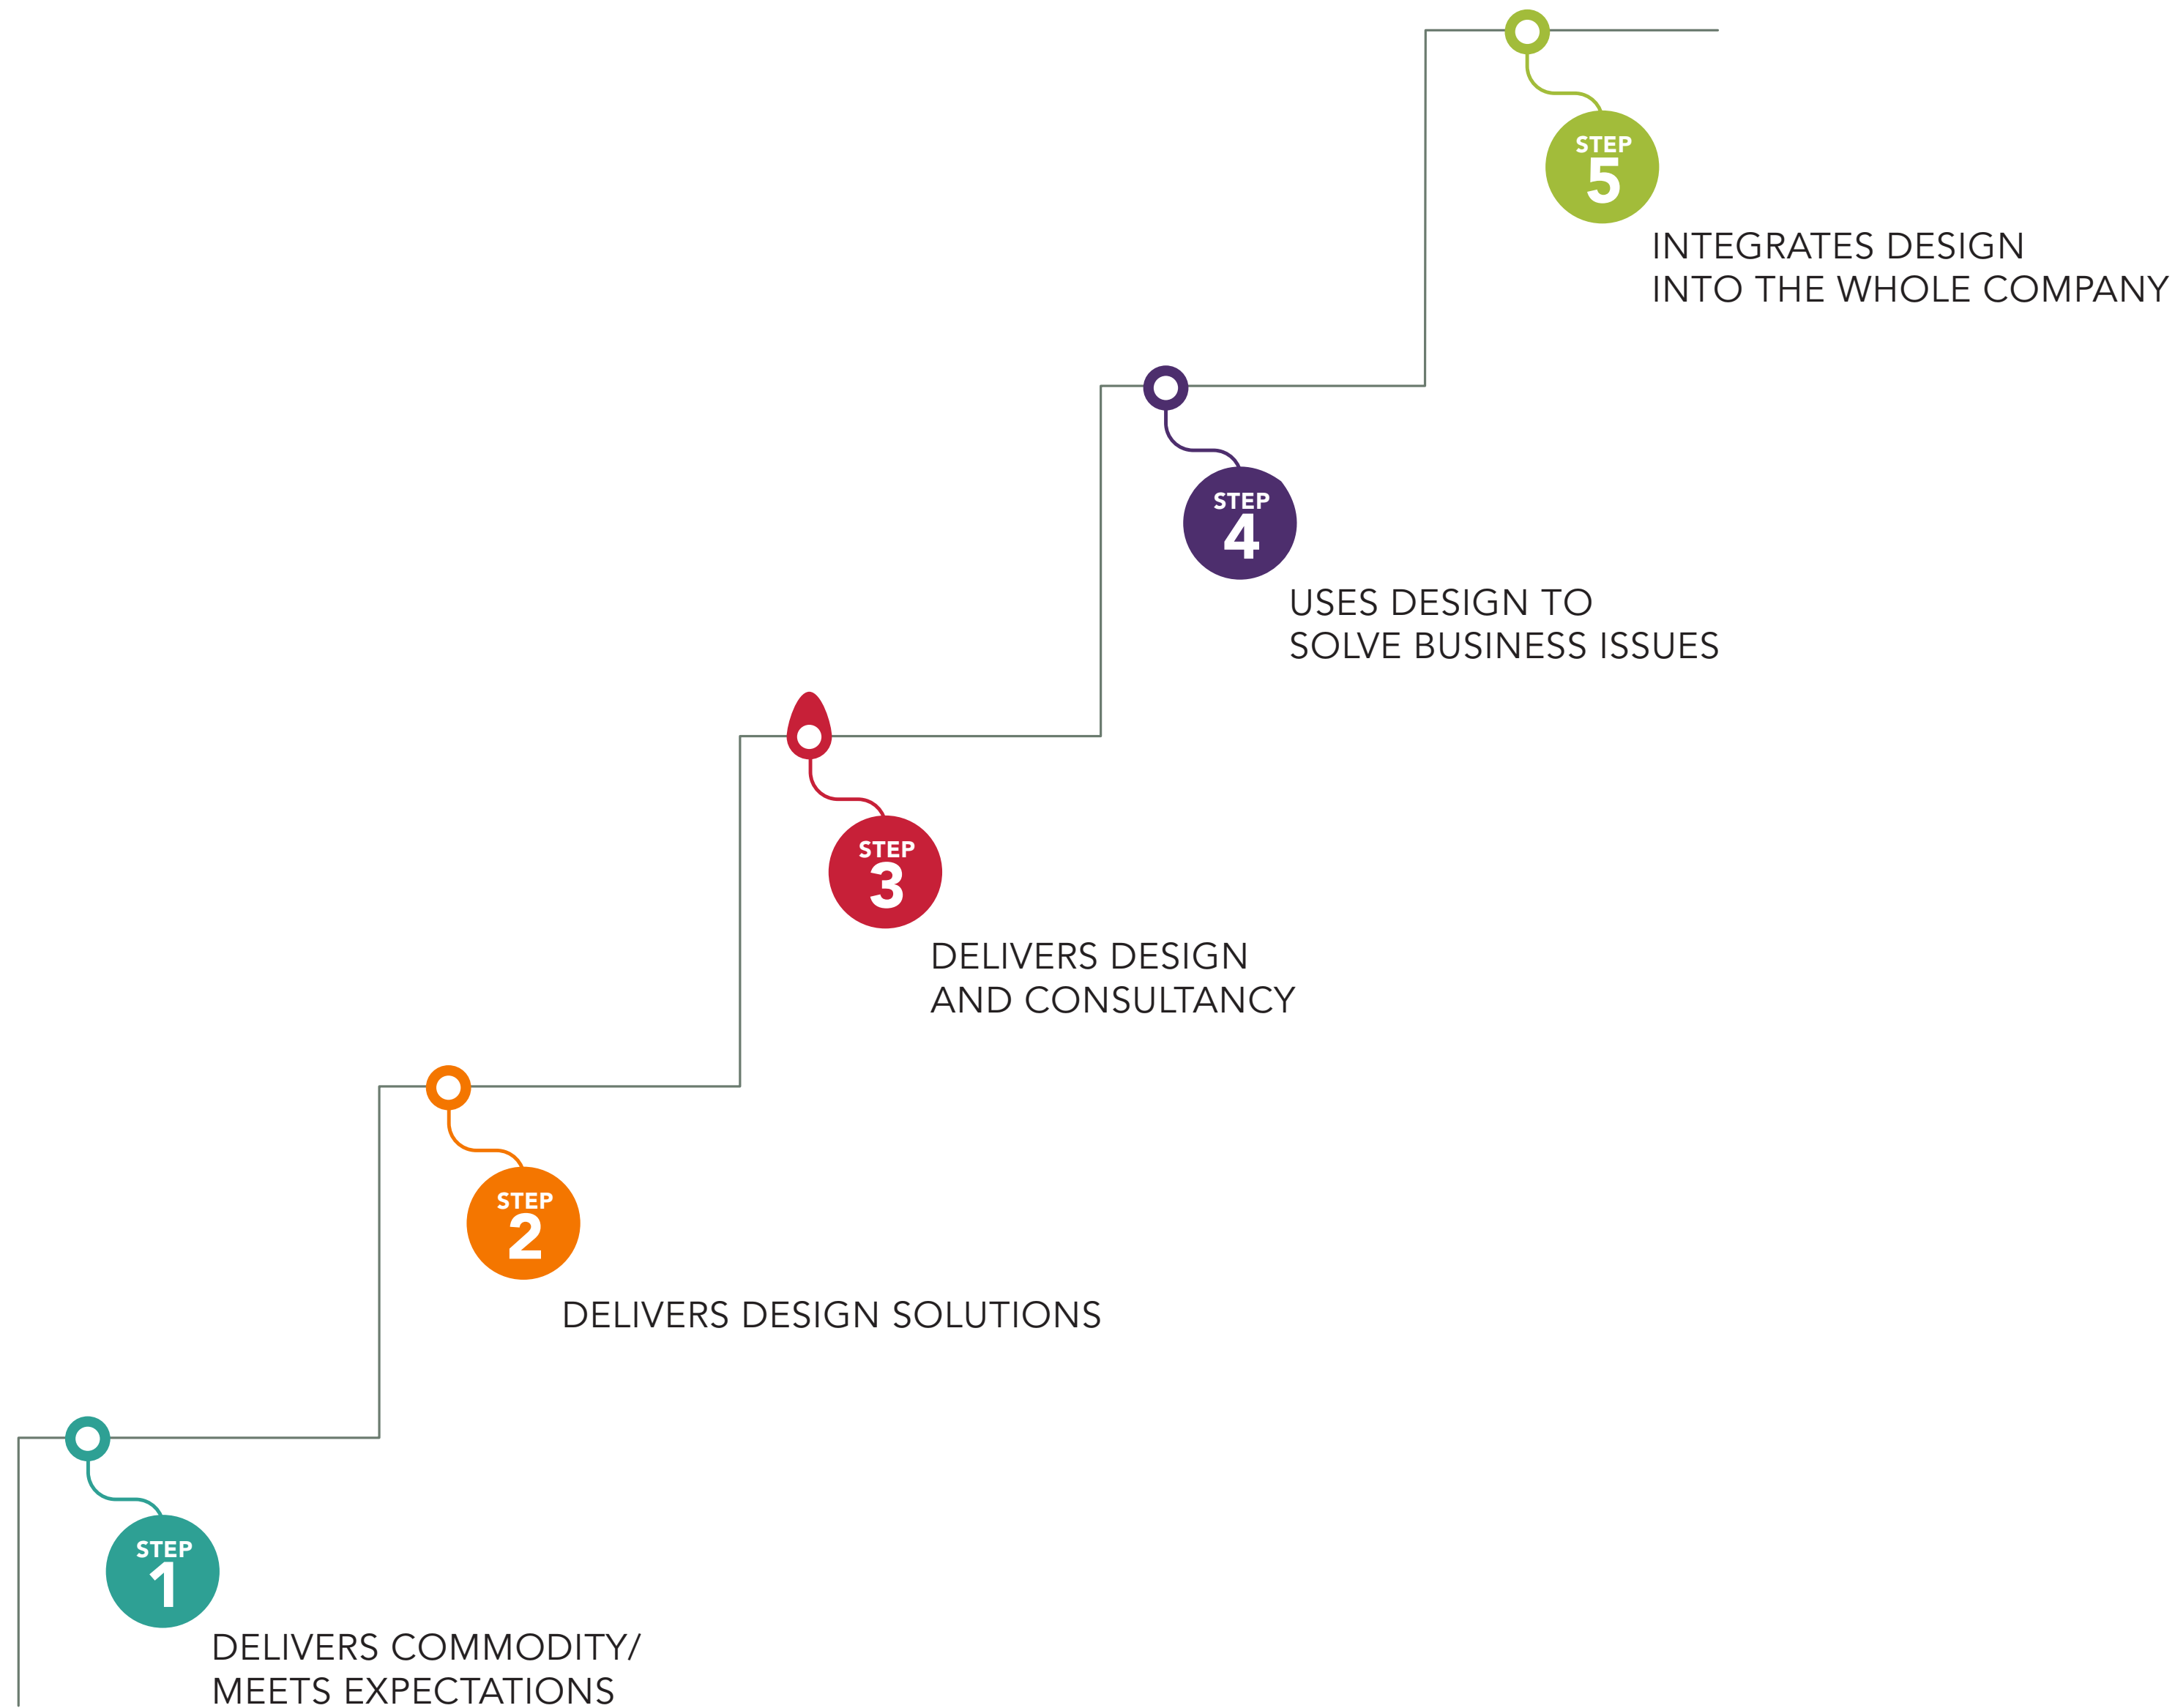 STEP
5
INTEGRATES DESIGN
INTO THE WHOLE COMPANY
STEP
4
USES DESIGN TO
SOLVE BUSINESS ISSUES
STEP
3
DELIVERS DESIGN
AND CONSULTANCY
STEP
2
DELIVERS DESIGN SOLUTIONS
STEP
1
DELIVERS COMMODITY/
MEETS EXPECTATIONS